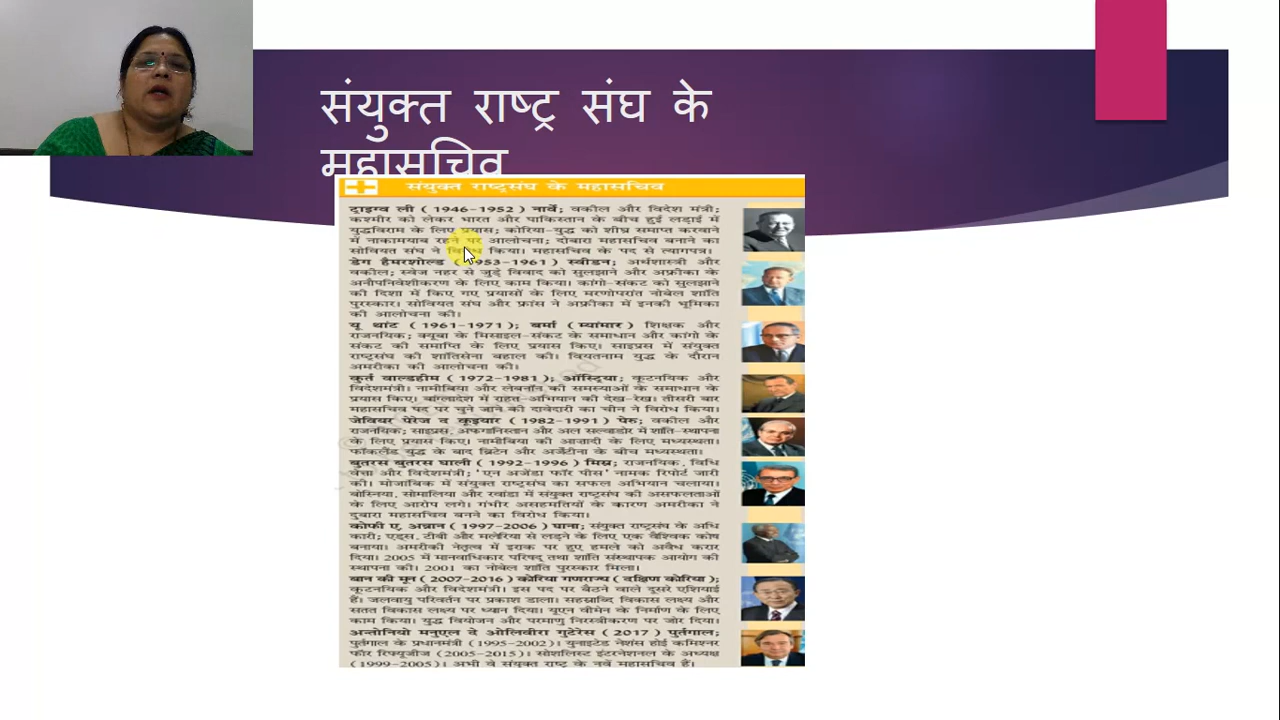 संयुक्त राष्ट्र संघ के
महासचिव
संयुक्त राष्ट्रसंघ के महासचिव
ट्राइग्व ली (1946-1952) नार्वे; वकील और विदेश मंत्री;
कश्मीर को लेकर भारत और पाकिस्तान के बीच हुई लड़ाई में
युद्धविराम के लिए प्रयास; कोरिया-युद्ध को शीघ्र समाप्त करवाने
में नाकामयाब रहने पर आलोचना; दोबारा महासचिव बनाने का
सोवियत संघ ने विरोध किया। महासचिव के पद से त्यागपत्र।
डेग हैमरशोल्ड (1953-1961) स्वीडन; अर्थशास्त्री और
वकील; स्वेज नहर से जुड़े विवाद को सुलझाने और अफ्रीका के
अनौपनिवेशीकरण के लिए काम किया। कांगो-संकट को सुलझाने
की दिशा में किए गए प्रयासों के लिए मरणोपरांत नोबेल शांति
पुरस्कार। सोवियत संघ और फ्रांस ने अफ्रीका में इनकी भूमिका
की आलोचना की।
यू थांट (1961-1971); बर्मा (म्यांमार) शिक्षक और
राजनयिक; क्यूबा के मिसाइल-संकट के समाधान और कांगो के
संकट की समाप्ति के लिए प्रयास किए। साइप्रस में संयुक्त
राष्ट्रसंघ की शांतिसेना बहाल की। वियतनाम युद्ध के दौरान
अमरीका की आलोचना की।
कुर्त वाल्डहीम (1972-1981); ऑस्ट्रिया; कूटनयिक और
विदेशमंत्री। नामीबिया और लेबनॉन की समस्याओं के समाधान के
प्रयास किए। बांग्लादेश में राहत-अभियान की देख-रेख। तीसरी बार
महासचिव पद पर चुने जाने की दावेदारी का चीन ने विरोध किया।
जेवियर पेरेज द कूइयार (1982-1991) पेरु; वकील और
राजनयिक; साइप्रस, अफगानिस्तान और अल सल्वाडोर में शांति-स्थापना
के लिए प्रयास किए। नामीबिया की आज़ादी के लिए मध्यस्थता।
फॉकलैंड युद्ध के बाद ब्रिटेन और अर्जेंटीना के बीच मध्यस्थता।
बुतरस बुतरस घाली (1992-1996) मिस्र; राजनयिक, विधि
वेत्ता और विदेशमंत्री; 'एन अजेंडा फॉर पीस' नामक रिपोर्ट जारी
की। मोजांबिक में संयुक्त राष्ट्रसंघ का सफल अभियान चलाया।
बोस्निया, सोमालिया और रवांडा में संयुक्त राष्ट्रसंघ की असफलताओं
के लिए आरोप लगे। गंभीर असहमतियों के कारण अमरीका ने
दुबारा महासचिव बनने का विरोध किया।
कोफी ए. अन्नान (1997-2006) घाना; संयुक्त राष्ट्रसंघ के अधि
कारी; एड्स, टीबी और मलेरिया से लड़ने के लिए एक वैश्विक कोष
बनाया। अमरीकी नेतृत्व में इराक पर हुए हमले को अवैध करार
दिया। 2005 में मानवाधिकार परिषद् तथा शांति संस्थापक आयोग की
स्थापना की। 2001 का नोबेल शांति पुरस्कार मिला।
बान की मून (2007-2016) कोरिया गणराज्य (दक्षिण कोरिया);
कूटनयिक और विदेशमंत्री। इस पद पर बैठने वाले दूसरे एशियाई
हैं। जलवायु परिवर्तन पर प्रकाश डाला। सहस्राब्दि विकास लक्ष्य और
सतत विकास लक्ष्य पर ध्यान दिया। यूएन वीमेन के निर्माण के लिए
काम किया। युद्ध वियोजन और परमाणु निरस्त्रीकरण पर जोर दिया।
अन्तोनियो मनुएल दे ओलिवीरा गुटेरेस (2017) पुर्तगाल;
पुर्तगाल के प्रधानमंत्री (1995-2002)। युनाइटेड नेशंस हाई कमिश्नर
फॉर रिफ्यूजीज (2005-2015)। सोशलिस्ट इंटरनेशनल के अध्यक्ष
(1999-2005)। अभी वे संयुक्त राष्ट्र के नवें महासचिव हैं।